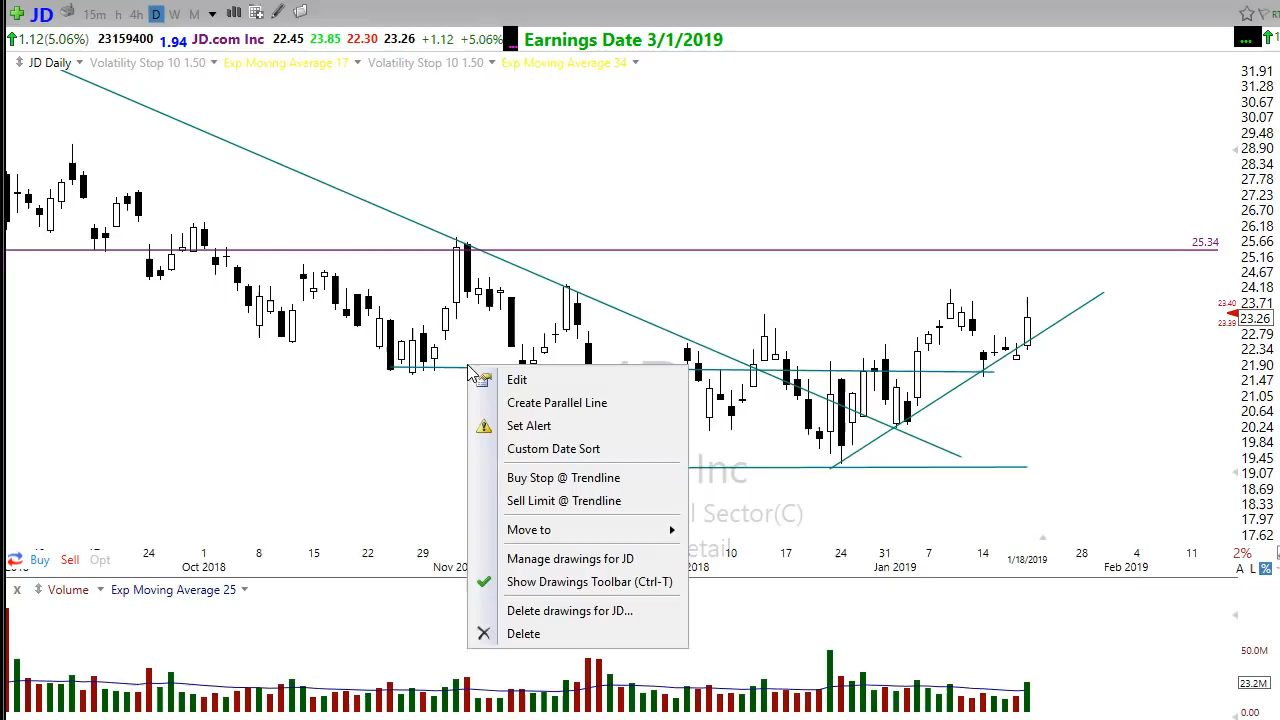 JD 15m h 4h D W M
1.12(5.06%) 23159400 1.94 JD.com Inc 22.45 23.85 22.30 23.26 +1.12 +5.06% ... Earnings Date 3/1/2019 ... 1
JD Daily Volatility Stop 10 1.50 Exp Moving Average 17 Volatility Stop 10 1.50 Exp Moving Average 34
31.91
31.28
30.67
30.07
29.48
28.90
28.34
27.78
27.23
26.70
26.18
25.34
25.66
25.16
24.67
24.18
23.40 23.71
23.26
23.39
22.79
22.34
21.90
21.47
21.05
20.64
20.24
19.84
19.45
19.07
18.69
18.33
17.97
17.62
Edit
Create Parallel Line
Set Alert
Custom Date Sort
Buy Stop @ Trendline
Sell Limit @ Trendline
Move to
Manage drawings for JD
Show Drawings Toolbar (Ctrl-T)
Delete drawings for JD...
Delete
Inc
l Sector(C)
etail
24 1 8 15 22 29 10 17 24 31 7 14 1/18/2019 28 4 11
Buy Sell Opt 2%
Oct 2018 Nov 2018 Jan 2019 Feb 2019 A L %
x Volume Exp Moving Average 25
50.0M
23.2M
0.00